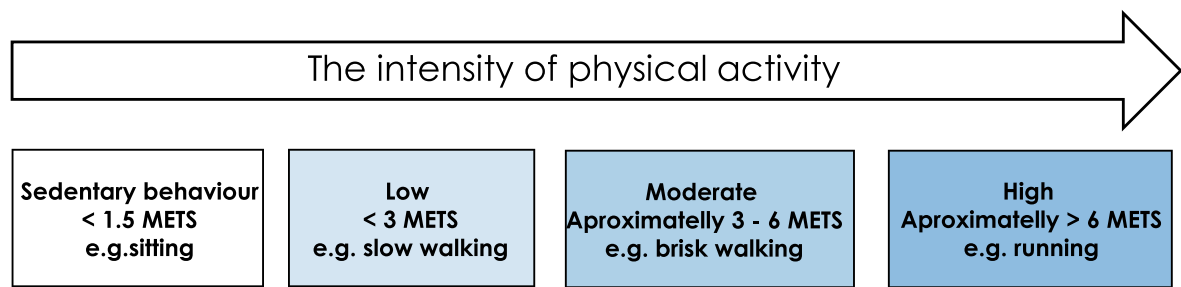 The intensity of physical activity
Sedentary behaviour
< 1.5 METS
e.g.sitting
Low
< 3 METS
e.g. slow walking
Moderate
Aproximatelly 3 - 6 METS
e.g. brisk walking
High
Aproximatelly > 6 METS
e.g. running